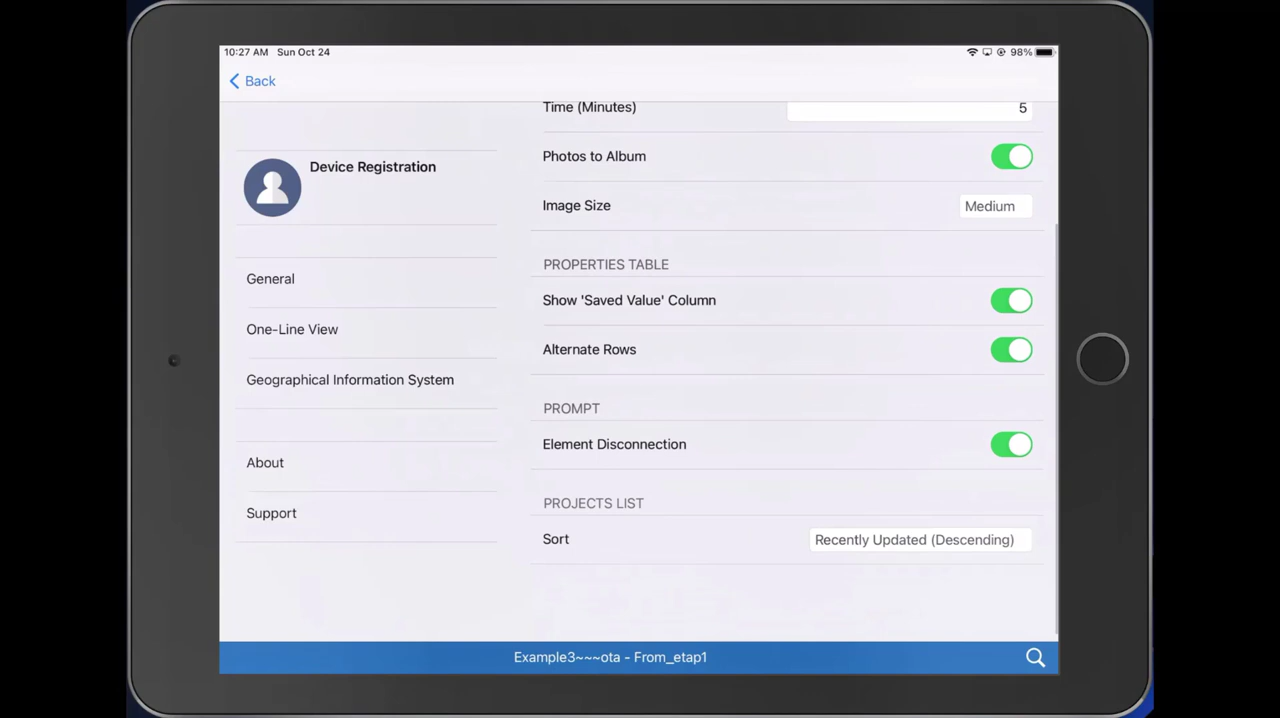 10:27 AM Sun Oct 24
98%
Back
Device Registration
General
One-Line View
Geographical Information System
About
Support
Time (Minutes) 5
Photos to Album
Image Size Medium
PROPERTIES TABLE
Show 'Saved Value' Column
Alternate Rows
PROMPT
Element Disconnection
PROJECTS LIST
Sort Recently Updated (Descending)
Example3~~~ota - From_etap1